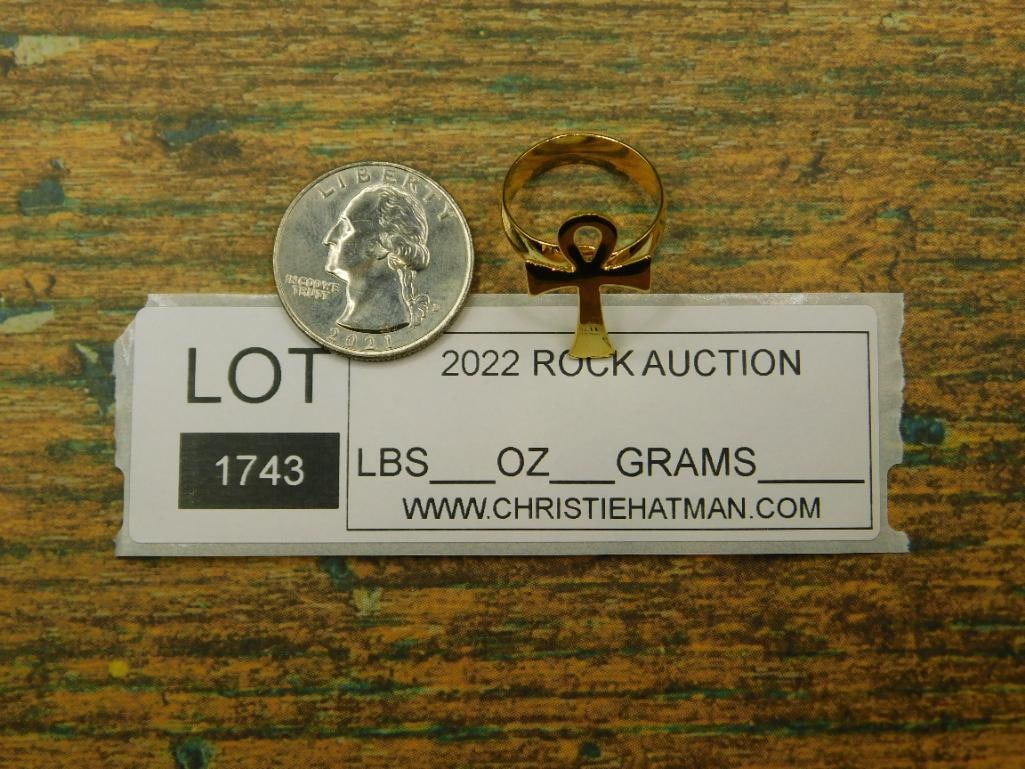 LIBERTY
IN GOD WE
TRUST
2021
LOT
1743
2022 ROCK AUCTION
LBS___OZ___GRAMS_____
WWW.CHRISTIEHATMAN.COM